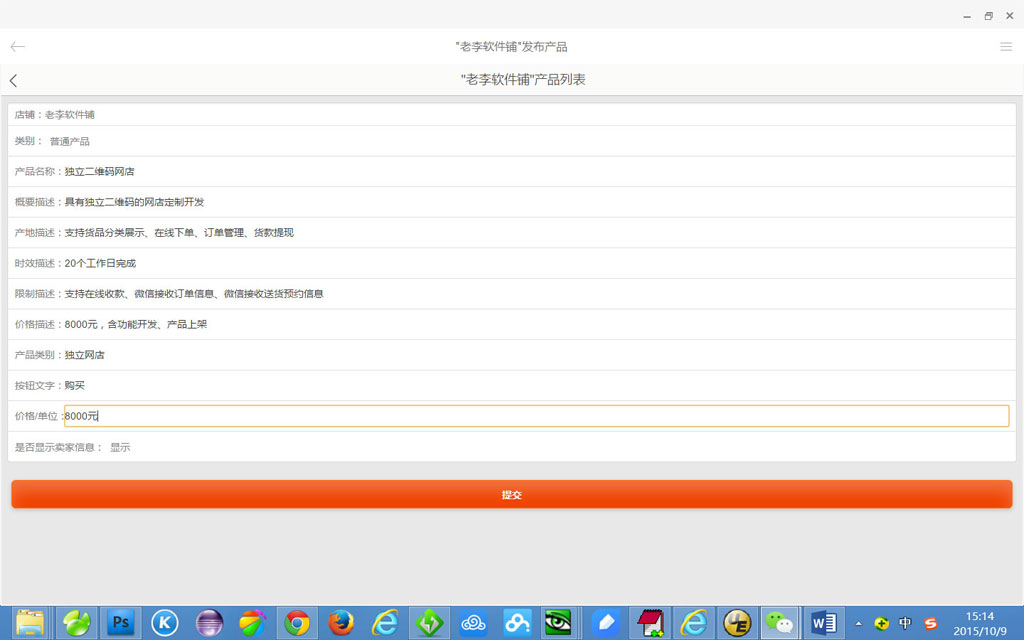 "老李软件铺"发布产品
"老李软件铺"产品列表
店铺：老李软件铺
类别： 普通产品
产品名称：独立二维码网店
概要描述：具有独立二维码的网店定制开发
产地描述：支持货品分类展示、在线下单、订单管理、货款提现
时效描述：20个工作日完成
限制描述：支持在线收款、微信接收订单信息、微信接收送货预约信息
价格描述：8000元，含功能开发、产品上架
产品类别：独立网店
按钮文字：购买
价格/单位：8000元
是否显示卖家信息： 显示
提交
Ps
K
中
15:14
2015/10/9